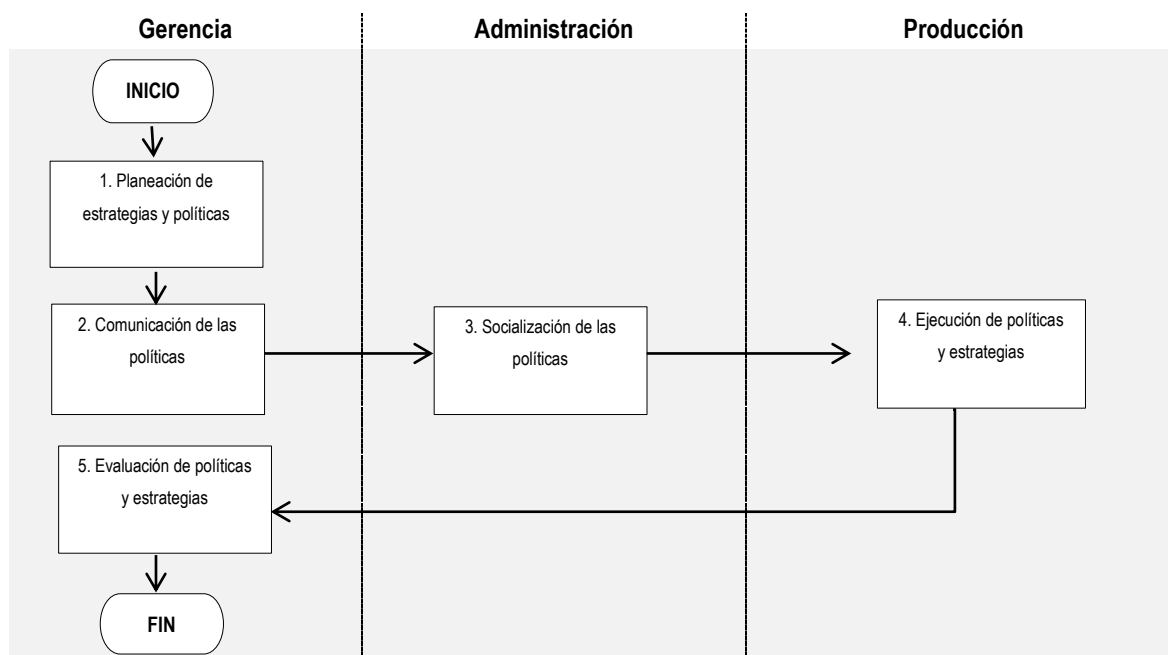 Gerencia
Administración
Producción
INICIO
1. Planeación de
estrategias y políticas
2. Comunicación de las
políticas
3. Socialización de las
políticas
4. Ejecución de políticas
y estrategias
5. Evaluación de políticas
y estrategias
FIN